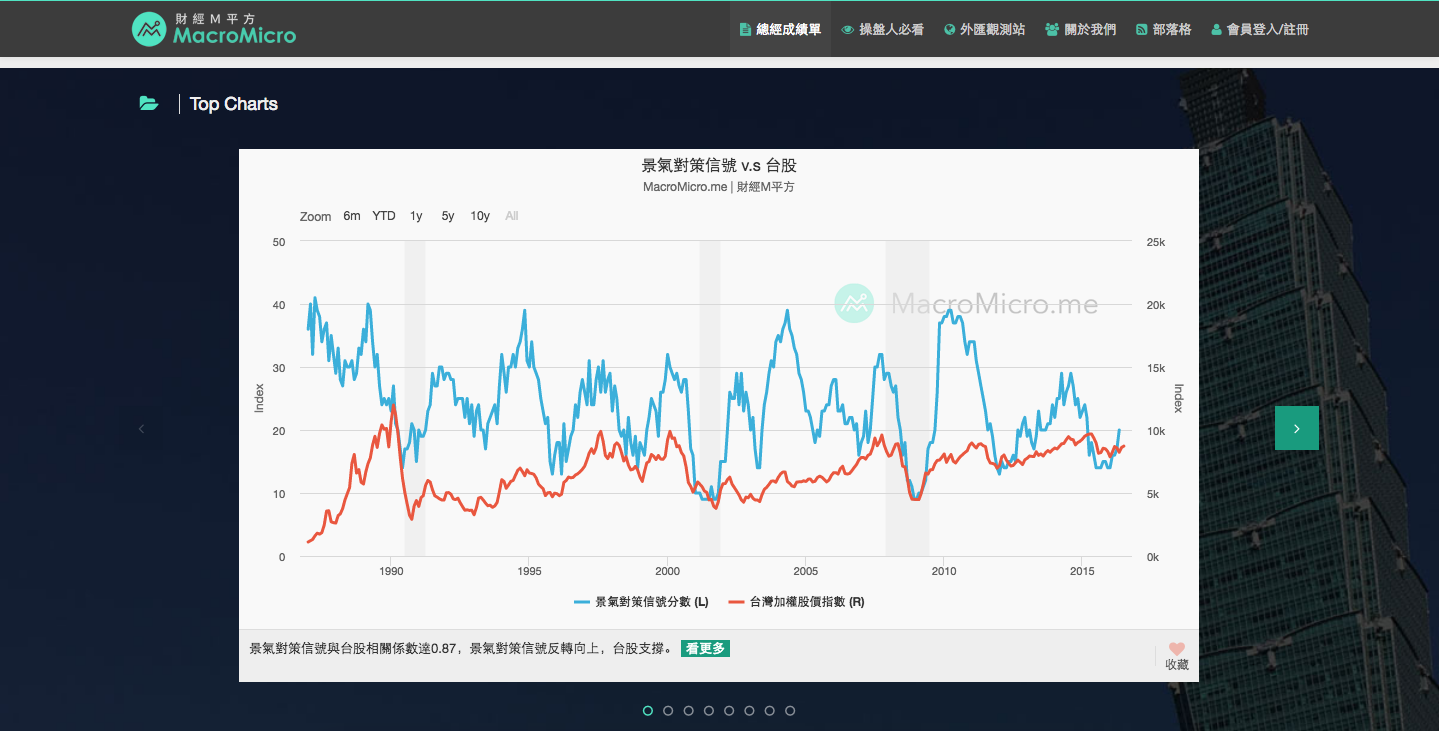 財經M平方
MacroMicro
總經成績單 操盤人必看 外匯觀測站 關於我們 部落格 會員登入/註冊
Top Charts
景氣對策信號 v.s 台股
MacroMicro.me | 財經M平方
Zoom 6m YTD 1y 5y 10y All
50 25k
40 20k
MacroMicro.me
30 15k
Index Index
20 10k
10 5k
0 0k
1990 1995 2000 2005 2010 2015
景氣對策信號分數 (L) 台灣加權股價指數 (R)
景氣對策信號與台股相關係數達0.87，景氣對策信號反轉向上，台股支撐。 看更多
收藏